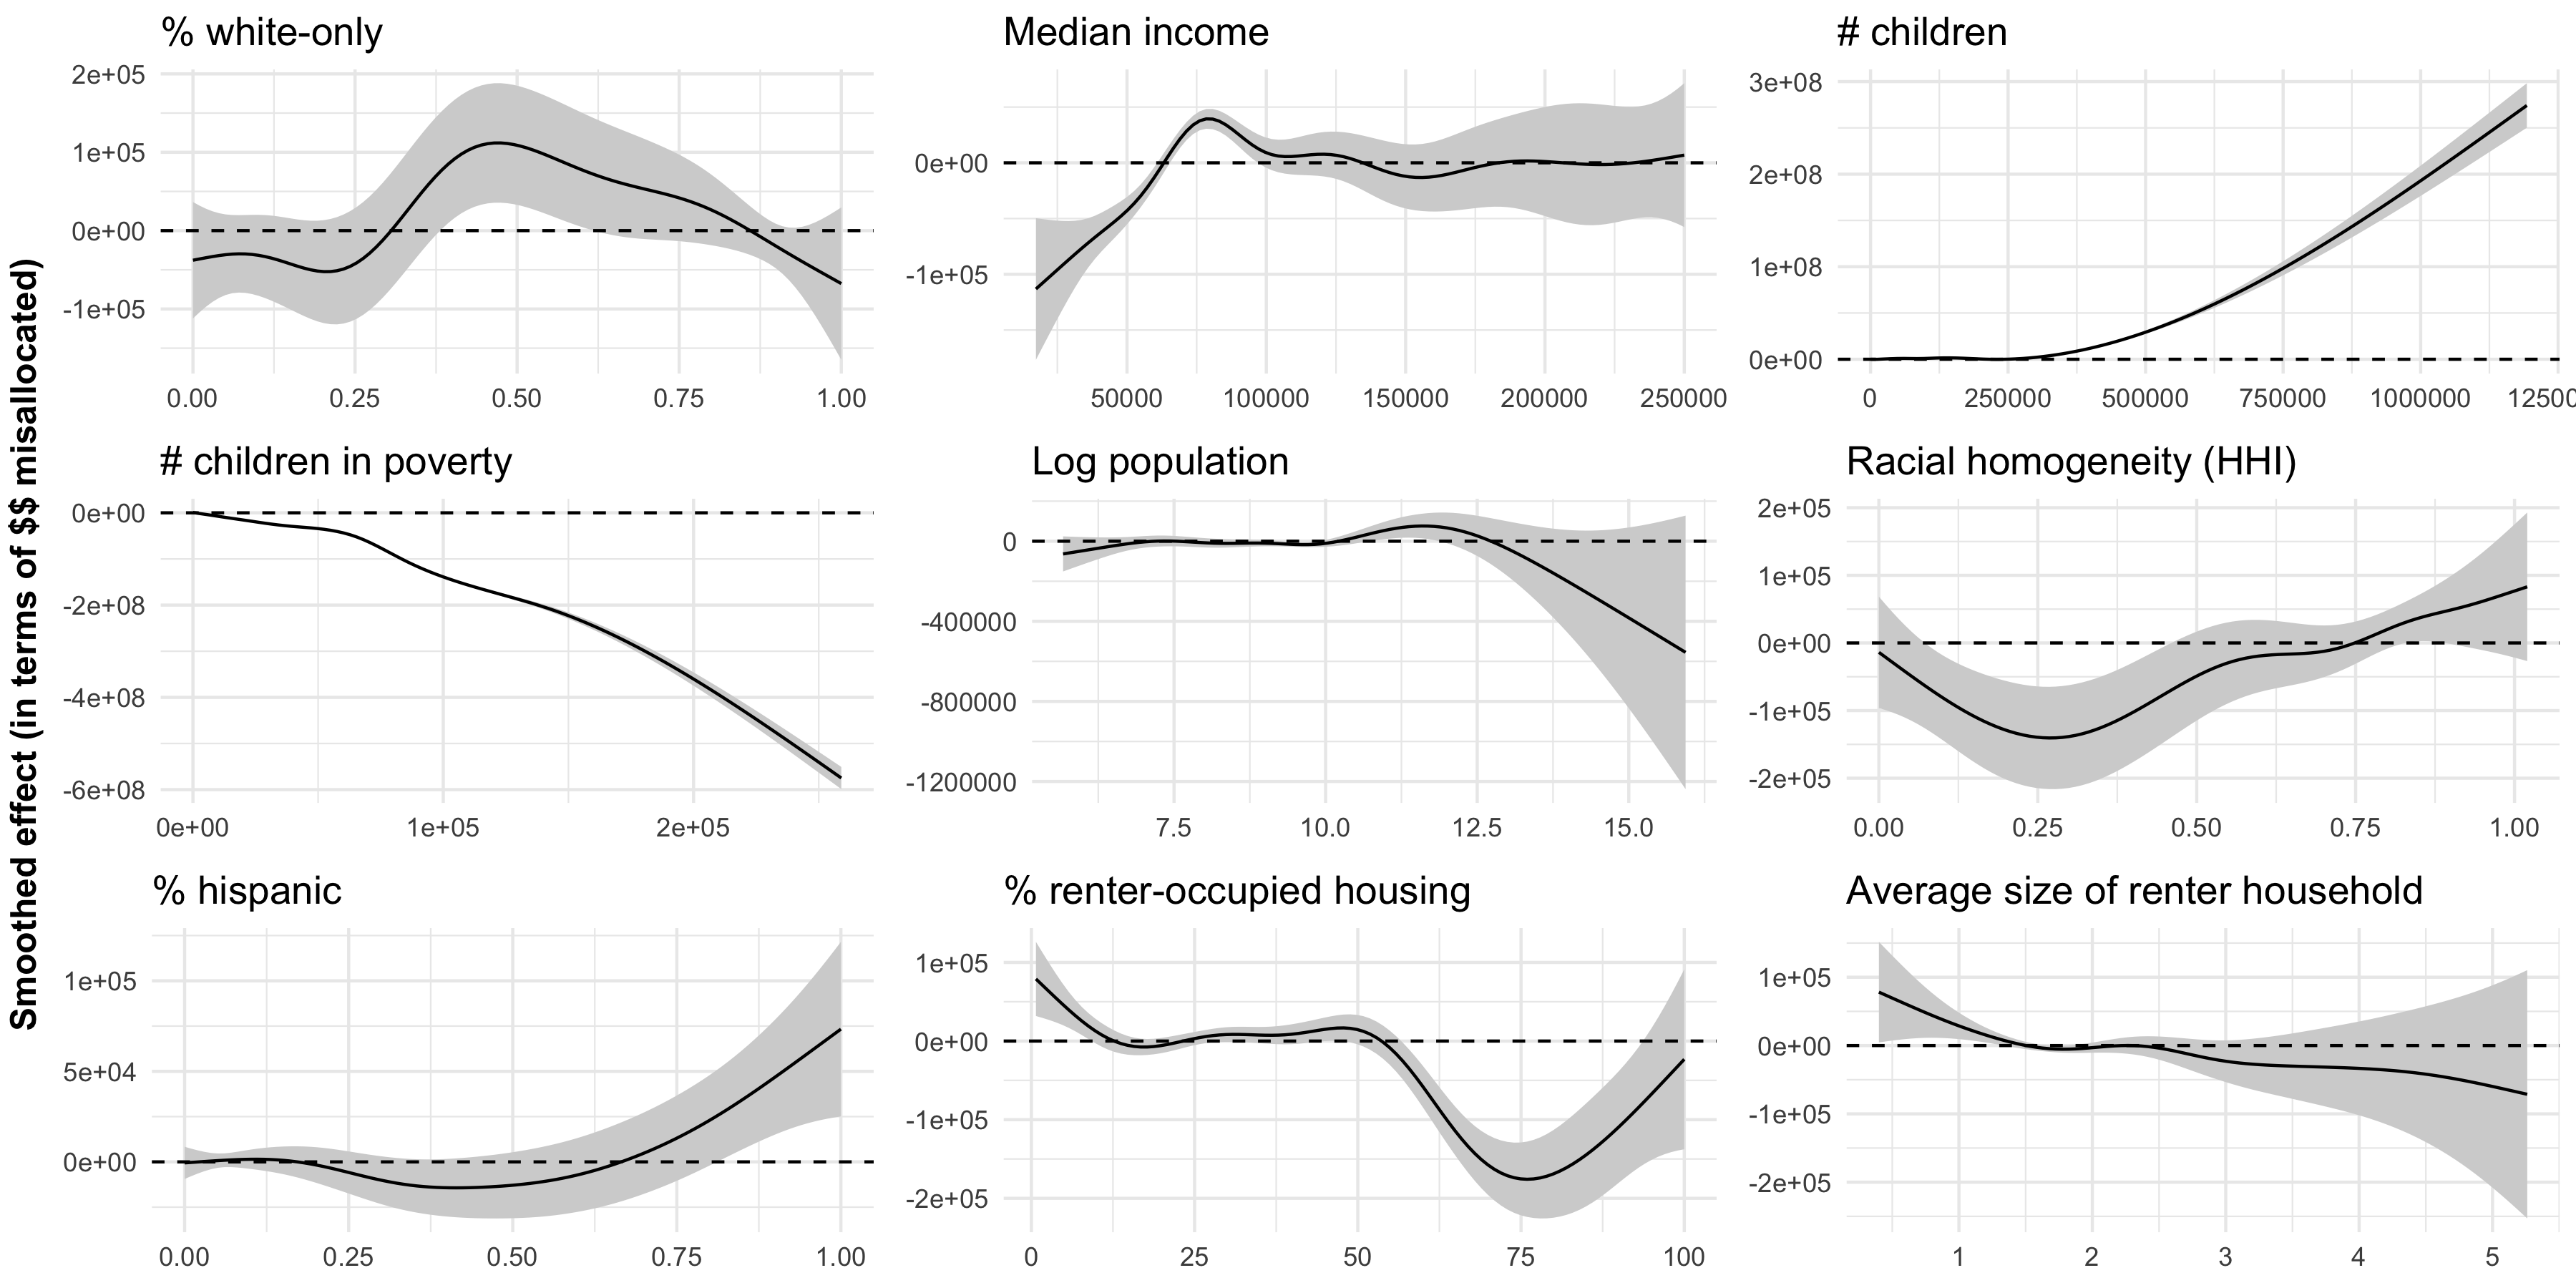 Smoothed effect (in terms of $$ misallocated)
% white-only
2e+05
1e+05
0e+00
-1e+05
0.00 0.25 0.50 0.75 1.00
Median income
0e+00
-1e+05
50000 100000 150000 200000 250000
# children
3e+08
2e+08
1e+08
0e+00
0 250000 500000 750000 1000000 12500
# children in poverty
0e+00
-2e+08
-4e+08
-6e+08
0e+00 1e+05 2e+05
Log population
0
-400000
-800000
-1200000
7.5 10.0 12.5 15.0
Racial homogeneity (HHI)
2e+05
1e+05
0e+00
-1e+05
-2e+05
0.00 0.25 0.50 0.75 1.00
% hispanic
1e+05
5e+04
0e+00
0.00 0.25 0.50 0.75 1.00
% renter-occupied housing
1e+05
0e+00
-1e+05
-2e+05
0 25 50 75 100
Average size of renter household
1e+05
0e+00
-1e+05
-2e+05
1 2 3 4 5